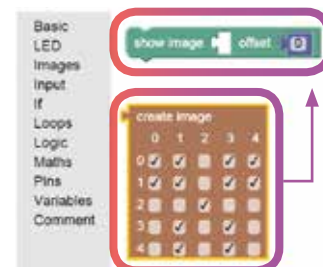 Basic
LED
Images
Input
If
Loops
Logic
Maths
Pins
Variables
Comment
show image offset 0
create image
0 1 2 3 4
0
1
2
3
4